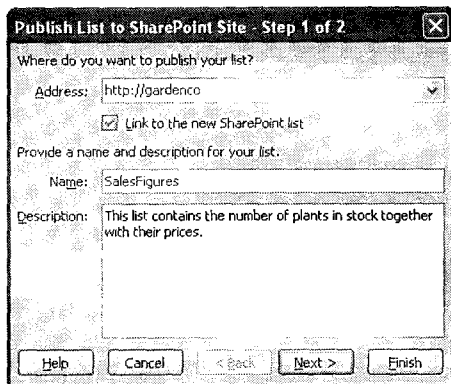 Publish List to SharePoint Site - Step 1 of 2
Where do you want to publish your list?
Address: http://gardenco
Link to the new SharePoint list
Provide a name and description for your list.
Name: SalesFigures
Description: This list contains the number of plants in stock together
with their prices.
Help Cancel < Back Next > Finish